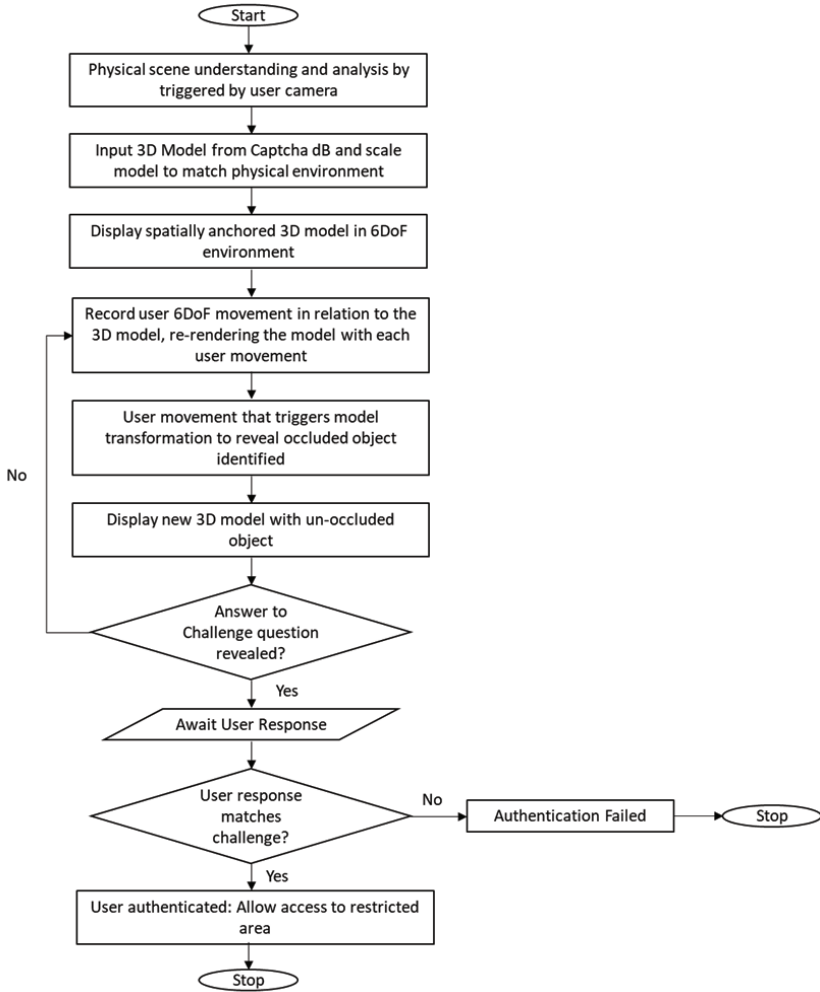 Start
Physical scene understanding and analysis by
triggered by user camera
Input 3D Model from Captcha dB and scale
model to match physical environment
Display spatially anchored 3D model in 6DoF
environment
Record user 6DoF movement in relation to the
3D model, re-rendering the model with each
user movement
User movement that triggers model
transformation to reveal occluded object
identified
No
Display new 3D model with un-occluded
object
Answer to
Challenge question
revealed?
Yes
Await User Response
User response
matches
challenge?
No
Authentication Failed
Stop
Yes
User authenticated: Allow access to restricted
area
Stop